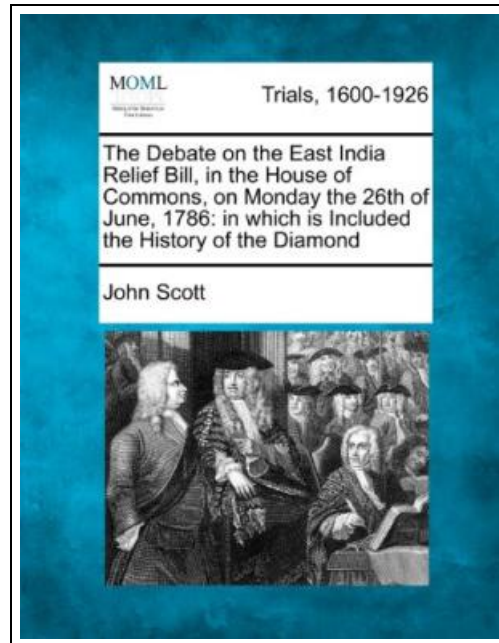 MOML
Trials, 1600-1926
The Debate on the East India
Relief Bill, in the House of
Commons, on Monday the 26th of
June, 1786: in which is Included
the History of the Diamond
John Scott